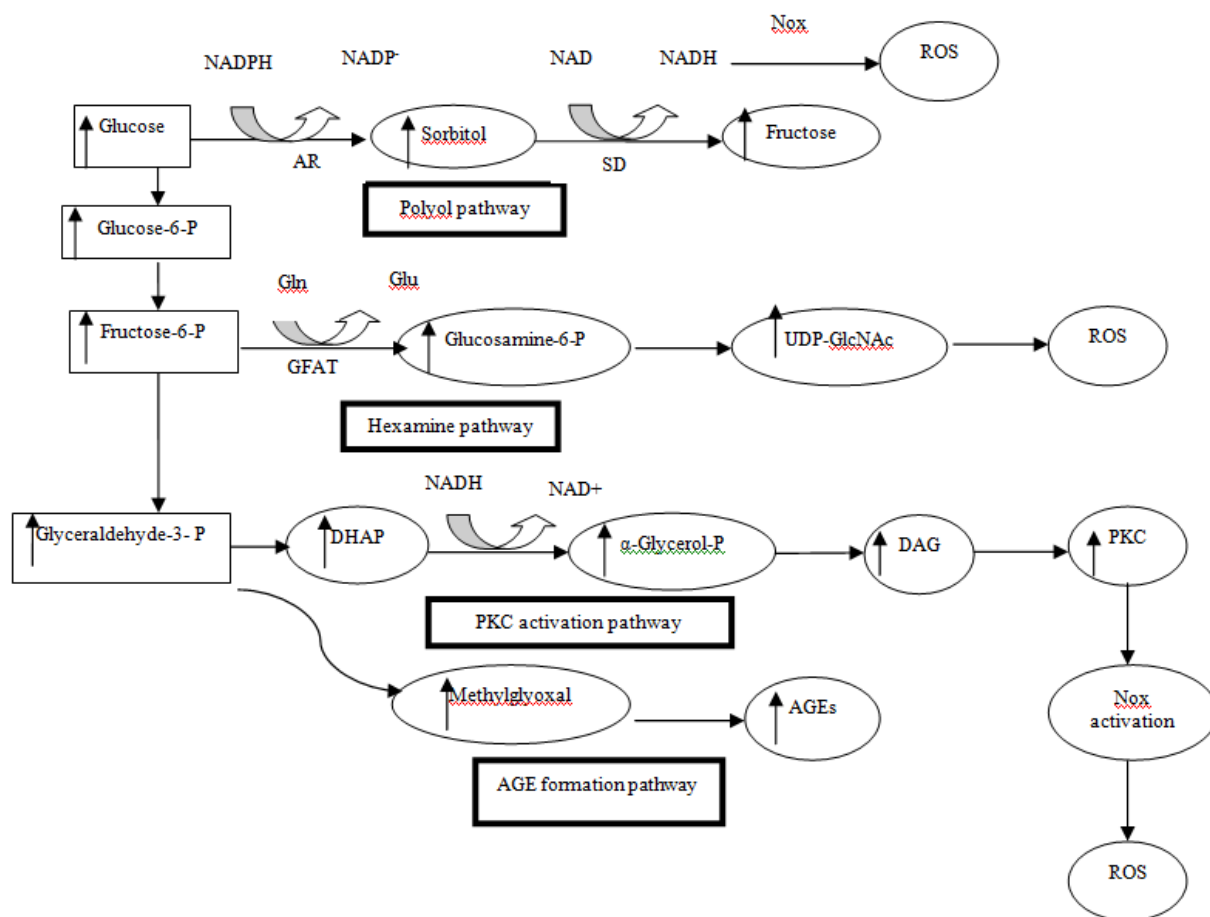 Nox
NADPH
NADP-
NAD
NADH
ROS
Glucose
Sorbitol
Fructose
AR
SD
Polyol pathway
Glucose-6-P
Gln
Glu
Fructose-6-P
Glucosamine-6-P
UDP-GlcNAc
ROS
GFAT
Hexamine pathway
NADH
NAD+
Glyceraldehyde-3- P
DHAP
α-Glycerol-P
DAG
PKC
PKC activation pathway
Methylglyoxal
AGEs
Nox
activation
AGE formation pathway
ROS